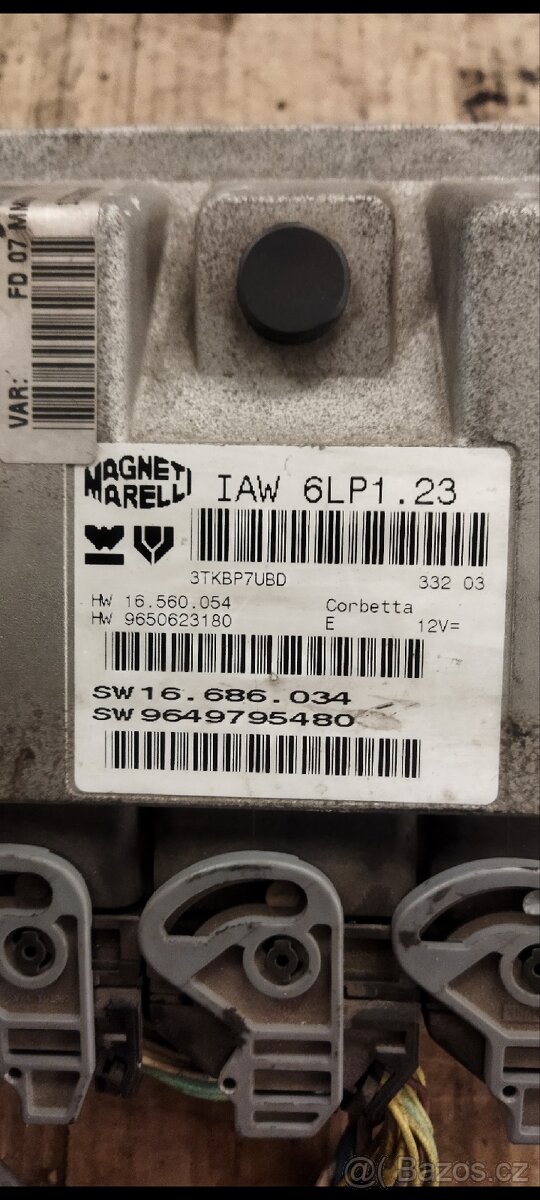 FD 07 M
VAR:
MAGNETI
MARELLI
IAW 6LP1.23
3TKBP7UBD 332 03
HW 16.560.054 Corbetta
HW 9650623180 E 12V=
SW 16.686.034
SW 9649795480
@Bazos.cz